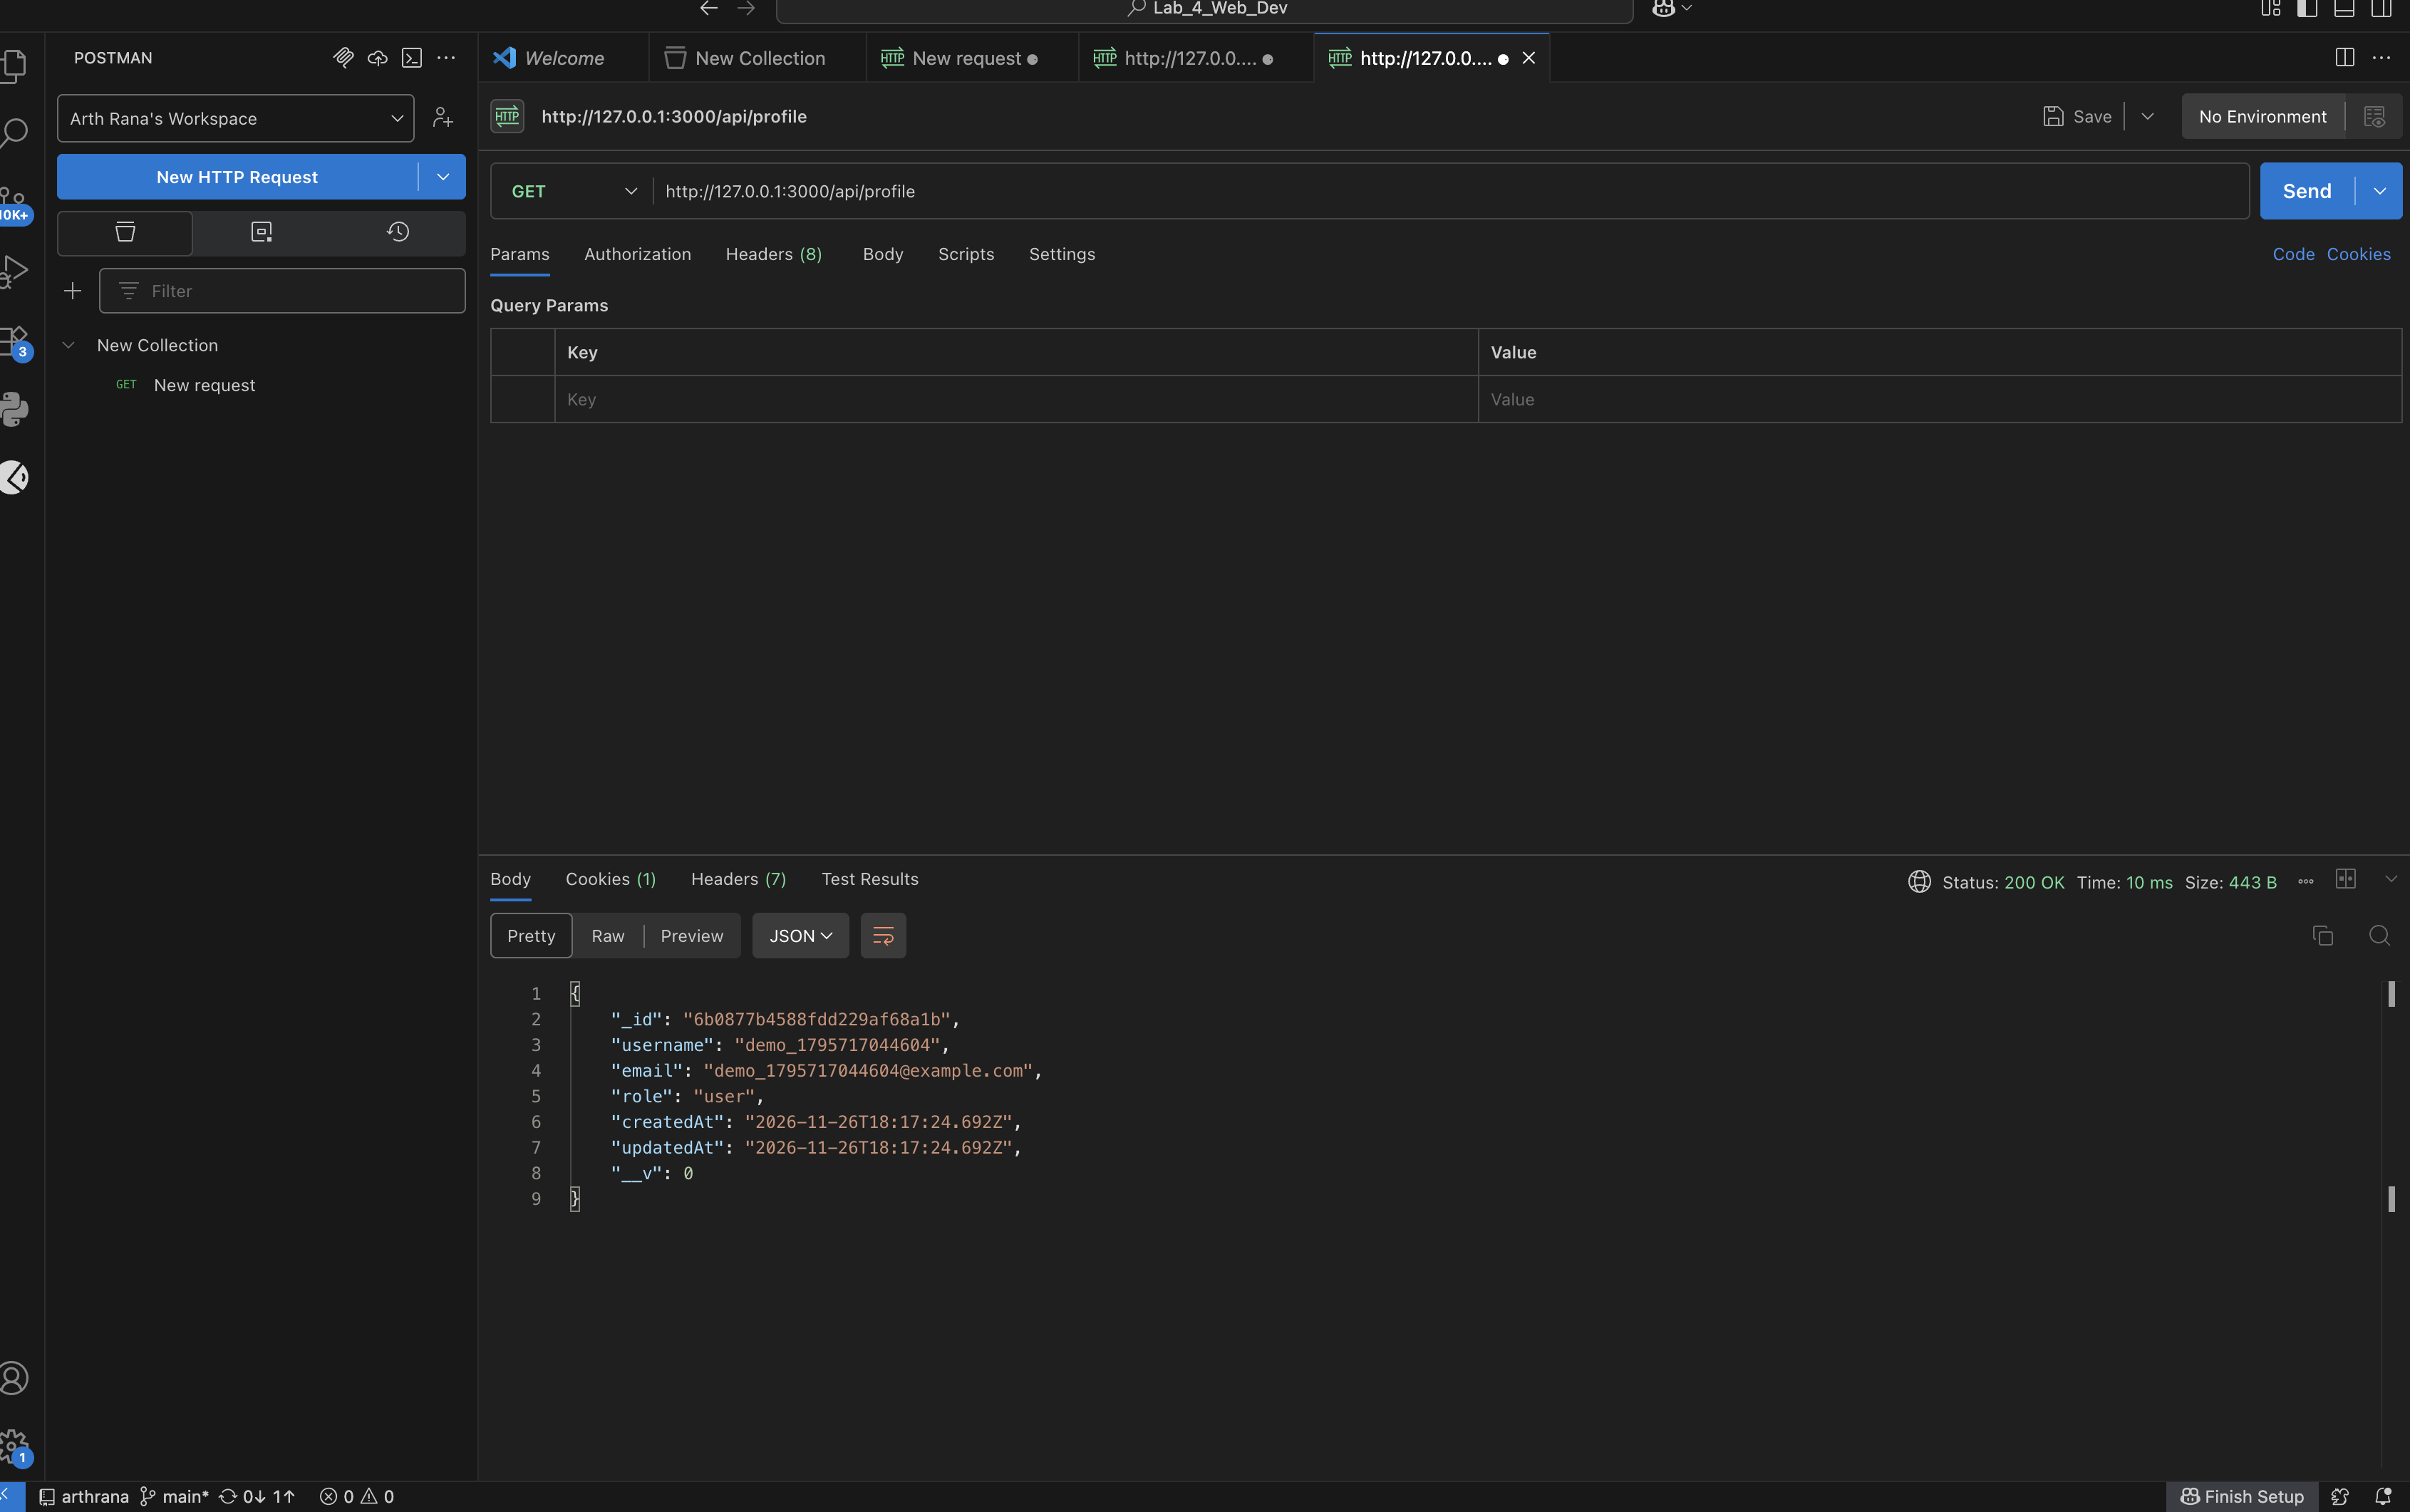 Lab_4_Web_Dev
POSTMAN
Arth Rana's Workspace
New HTTP Request
Filter
New Collection
GET New request
10K+
3
1
Welcome
New Collection
HTTP New request
HTTP http://127.0.0....
HTTP http://127.0.0....
HTTP http://127.0.0.1:3000/api/profile
Save
No Environment
GET http://127.0.0.1:3000/api/profile
Send
Params Authorization Headers (8) Body Scripts Settings
Code Cookies
Query Params
Key Value
Key Value
Body Cookies (1) Headers (7) Test Results
Status: 200 OK Time: 10 ms Size: 443 B
Pretty Raw Preview JSON
1 {
2 "_id": "6b0877b4588fdd229af68a1b",
3 "username": "demo_1795717044604",
4 "email": "demo_1795717044604@example.com",
5 "role": "user",
6 "createdAt": "2026-11-26T18:17:24.692Z",
7 "updatedAt": "2026-11-26T18:17:24.692Z",
8 "__v": 0
9 }
arthrana main* 0↓ 1↑ 0 0
Finish Setup